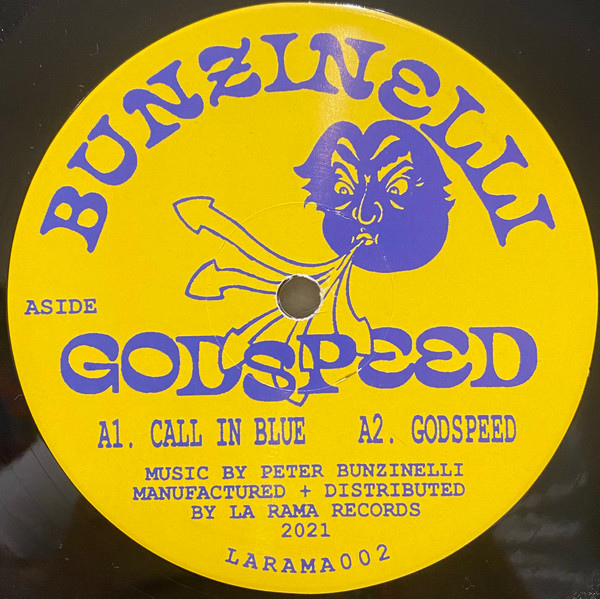 BUNZINELLI
ASIDE
GODSPEED
A1. CALL IN BLUE A2. GODSPEED
MUSIC BY PETER BUNZINELLI
MANUFACTURED + DISTRIBUTED
BY LA RAMA RECORDS
2021
LARAMA002